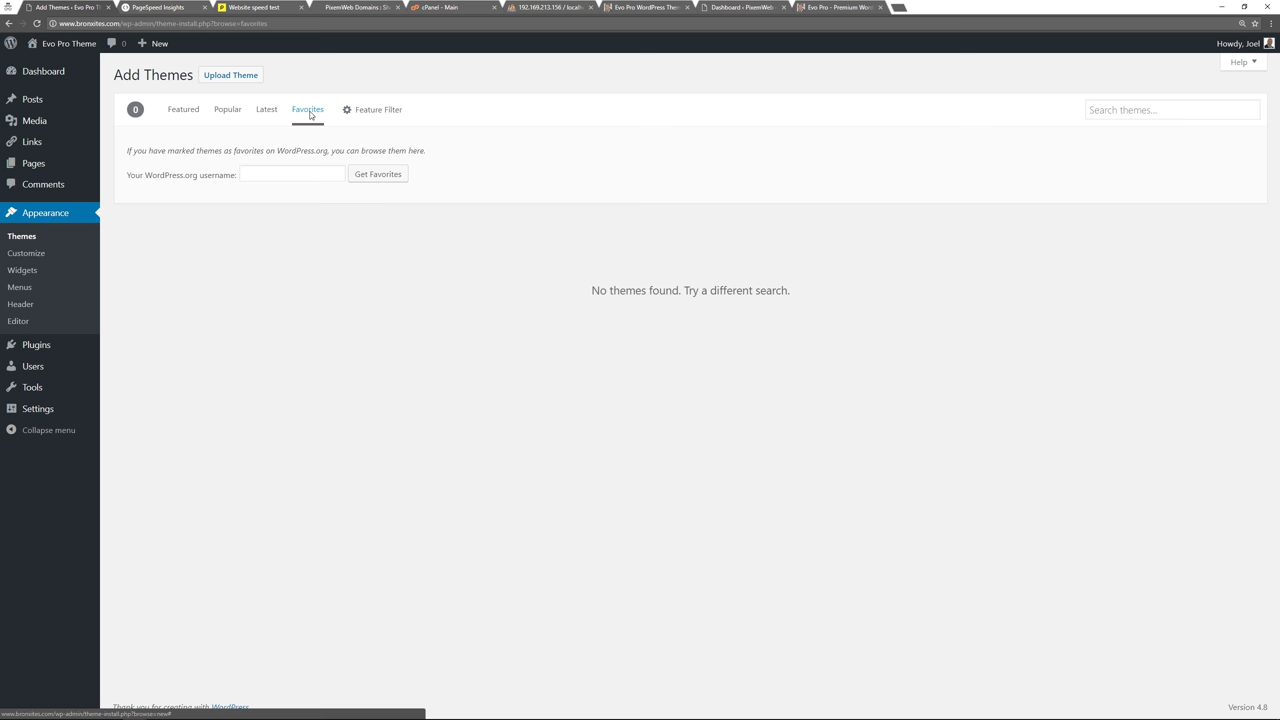 Add Themes ‹ Evo Pro T
PageSpeed Insights
Website speed test
PixemWeb Domains : Sh
cPanel - Main
192.169.213.156 / localh
Evo Pro WordPress Them
Dashboard ‹ PixemWeb
Evo Pro - Premium Word
www.bronxites.com/wp-admin/theme-install.php?browse=favorites
Evo Pro Theme
0
New
Howdy, Joel
Dashboard
Posts
Media
Links
Pages
Comments
Appearance
Themes
Customize
Widgets
Menus
Header
Editor
Plugins
Users
Tools
Settings
Collapse menu
Add Themes
Upload Theme
Help
0
Featured
Popular
Latest
Favorites
Feature Filter
Search themes...
If you have marked themes as favorites on WordPress.org, you can browse them here.
Your WordPress.org username:
Get Favorites
No themes found. Try a different search.
Thank you for creating with WordPress.
Version 4.8
www.bronxites.com/wp-admin/theme-install.php?browse=new#